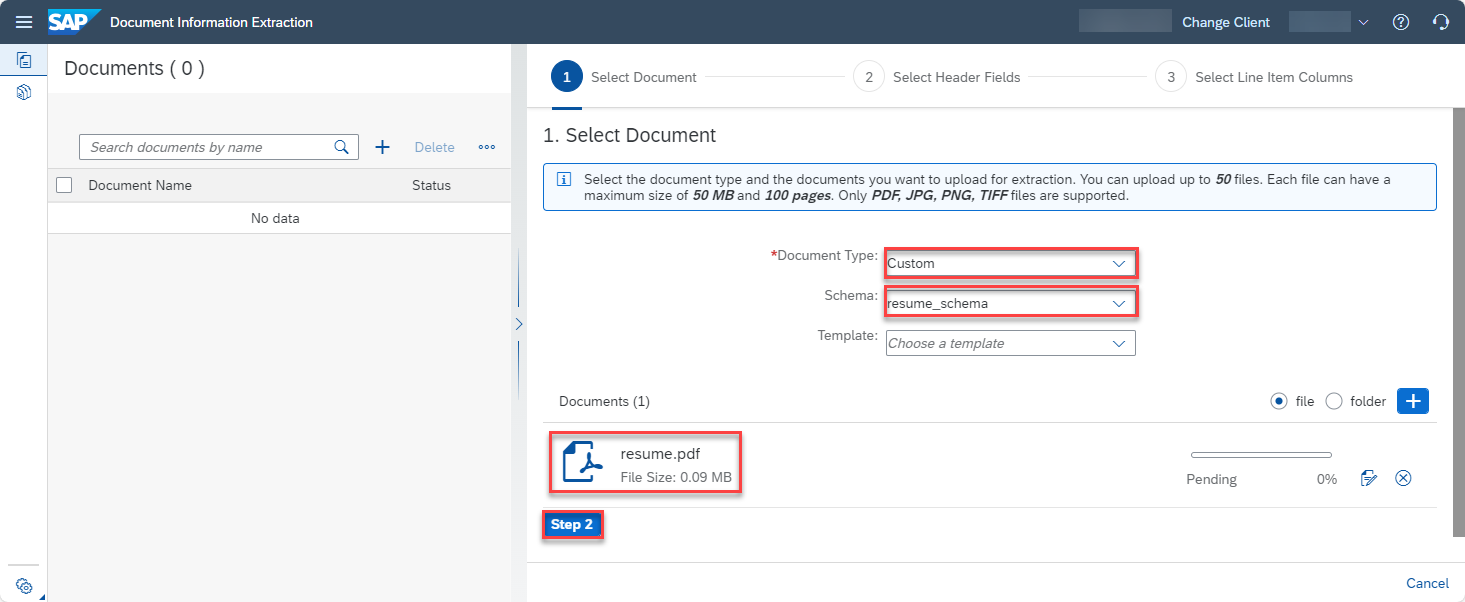 SAP Document Information Extraction Change Client
Documents ( 0 )
Search documents by name Delete
Document Name Status
No data
1 Select Document 2 Select Header Fields 3 Select Line Item Columns
1. Select Document
Select the document type and the documents you want to upload for extraction. You can upload up to 50 files. Each file can have a
maximum size of 50 MB and 100 pages. Only PDF, JPG, PNG, TIFF files are supported.
*Document Type: Custom
Schema: resume_schema
Template: Choose a template
Documents (1) file folder
resume.pdf
File Size: 0.09 MB
Pending 0%
Step 2
Cancel